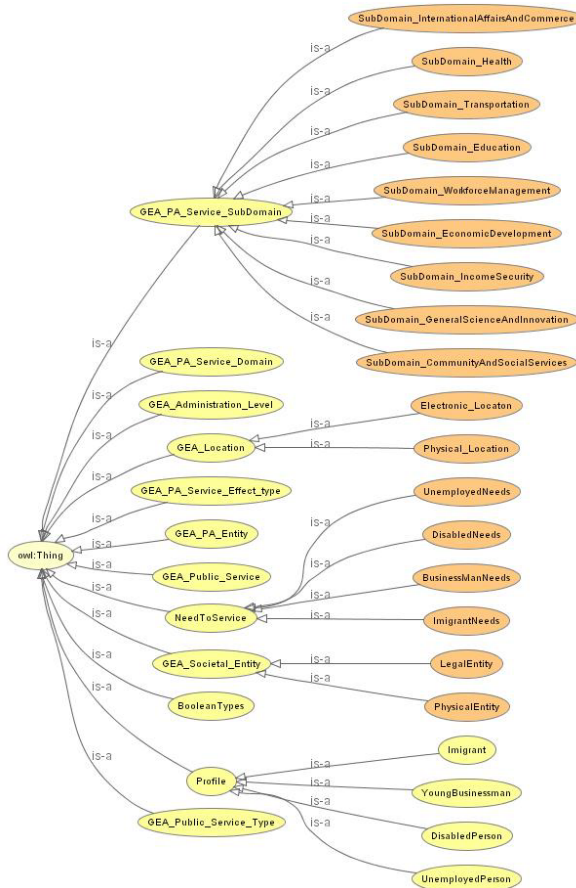 SubDomain_InternationalAffairsAndCommerce
is-a
SubDomain_Health
is-a
SubDomain_Transportation
is-a
SubDomain_Education
is-a
SubDomain_WorkforceManagement
is-a
GEA_PA_Service_SubDomain
is-a
SubDomain_EconomicDevelopment
is-a
SubDomain_IncomeSecurity
is-a
SubDomain_GeneralScienceAndInnovation
is-a
SubDomain_CommunityAndSocialServices
is-a
GEA_PA_Service_Domain
is-a
GEA_Administration_Level
is-a
Electronic_Locaton
is-a
GEA_Location
is-a
Physical_Location
is-a
GEA_PA_Service_Effect_type
is-a
UnemployedNeeds
is-a
GEA_PA_Entity
is-a
DisabledNeeds
is-a
owl:Thing
GEA_Public_Service
is-a
BusinessManNeeds
is-a
NeedToService
is-a
ImigrantNeeds
is-a
GEA_Societal_Entity
is-a
LegalEntity
is-a
BooleanTypes
is-a
PhysicalEntity
is-a
Profile
is-a
Imigrant
is-a
YoungBusinessman
is-a
GEA_Public_Service_Type
is-a
DisabledPerson
is-a
UnemployedPerson